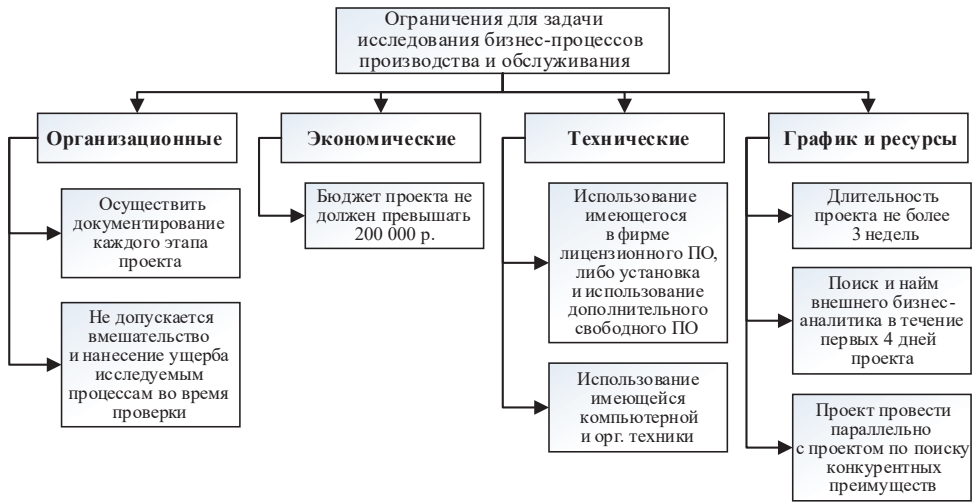 Ограничения для задачи
исследования бизнес-процессов
производства и обслуживания
Организационные
Осуществить
документирование
каждого этапа
проекта
Не допускается
вмешательство
и нанесение ущерба
исследуемым
процессам во время
проверки
Экономические
Бюджет проекта не
должен превышать
200 000 р.
Технические
Использование
имеющегося
в фирме
лицензионного ПО,
либо установка
и использование
дополнительного
свободного ПО
Использование
имеющейся
компьютерной
и орг. техники
График и ресурсы
Длительность
проекта не более
3 недель
Поиск и найм
внешнего бизнес-
аналитика в течение
первых 4 дней
проекта
Проект провести
параллельно
с проектом по поиску
конкурентных
преимуществ